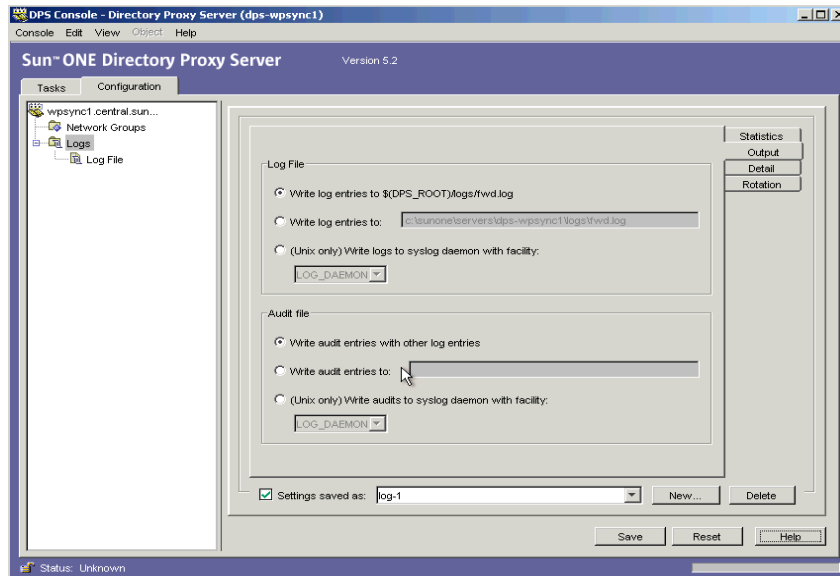 DPS Console - Directory Proxy Server (dps-wpsync1)
Console Edit View Object Help
Sun™ ONE Directory Proxy Server Version 5.2
Tasks Configuration
wpsync1.central.sun...
Network Groups
Logs
Log File
Statistics
Output
Detail
Rotation
Log File
Write log entries to $(DPS_ROOT)/logs/fwd.log
Write log entries to: c:\sunone\servers\dps-wpsync1\logs\fwd.log
(Unix only) Write logs to syslog daemon with facility:
LOG_DAEMON
Audit file
Write audit entries with other log entries
Write audit entries to:
(Unix only) Write audits to syslog daemon with facility:
LOG_DAEMON
Settings saved as: log-1 New... Delete
Save Reset Help
Status: Unknown